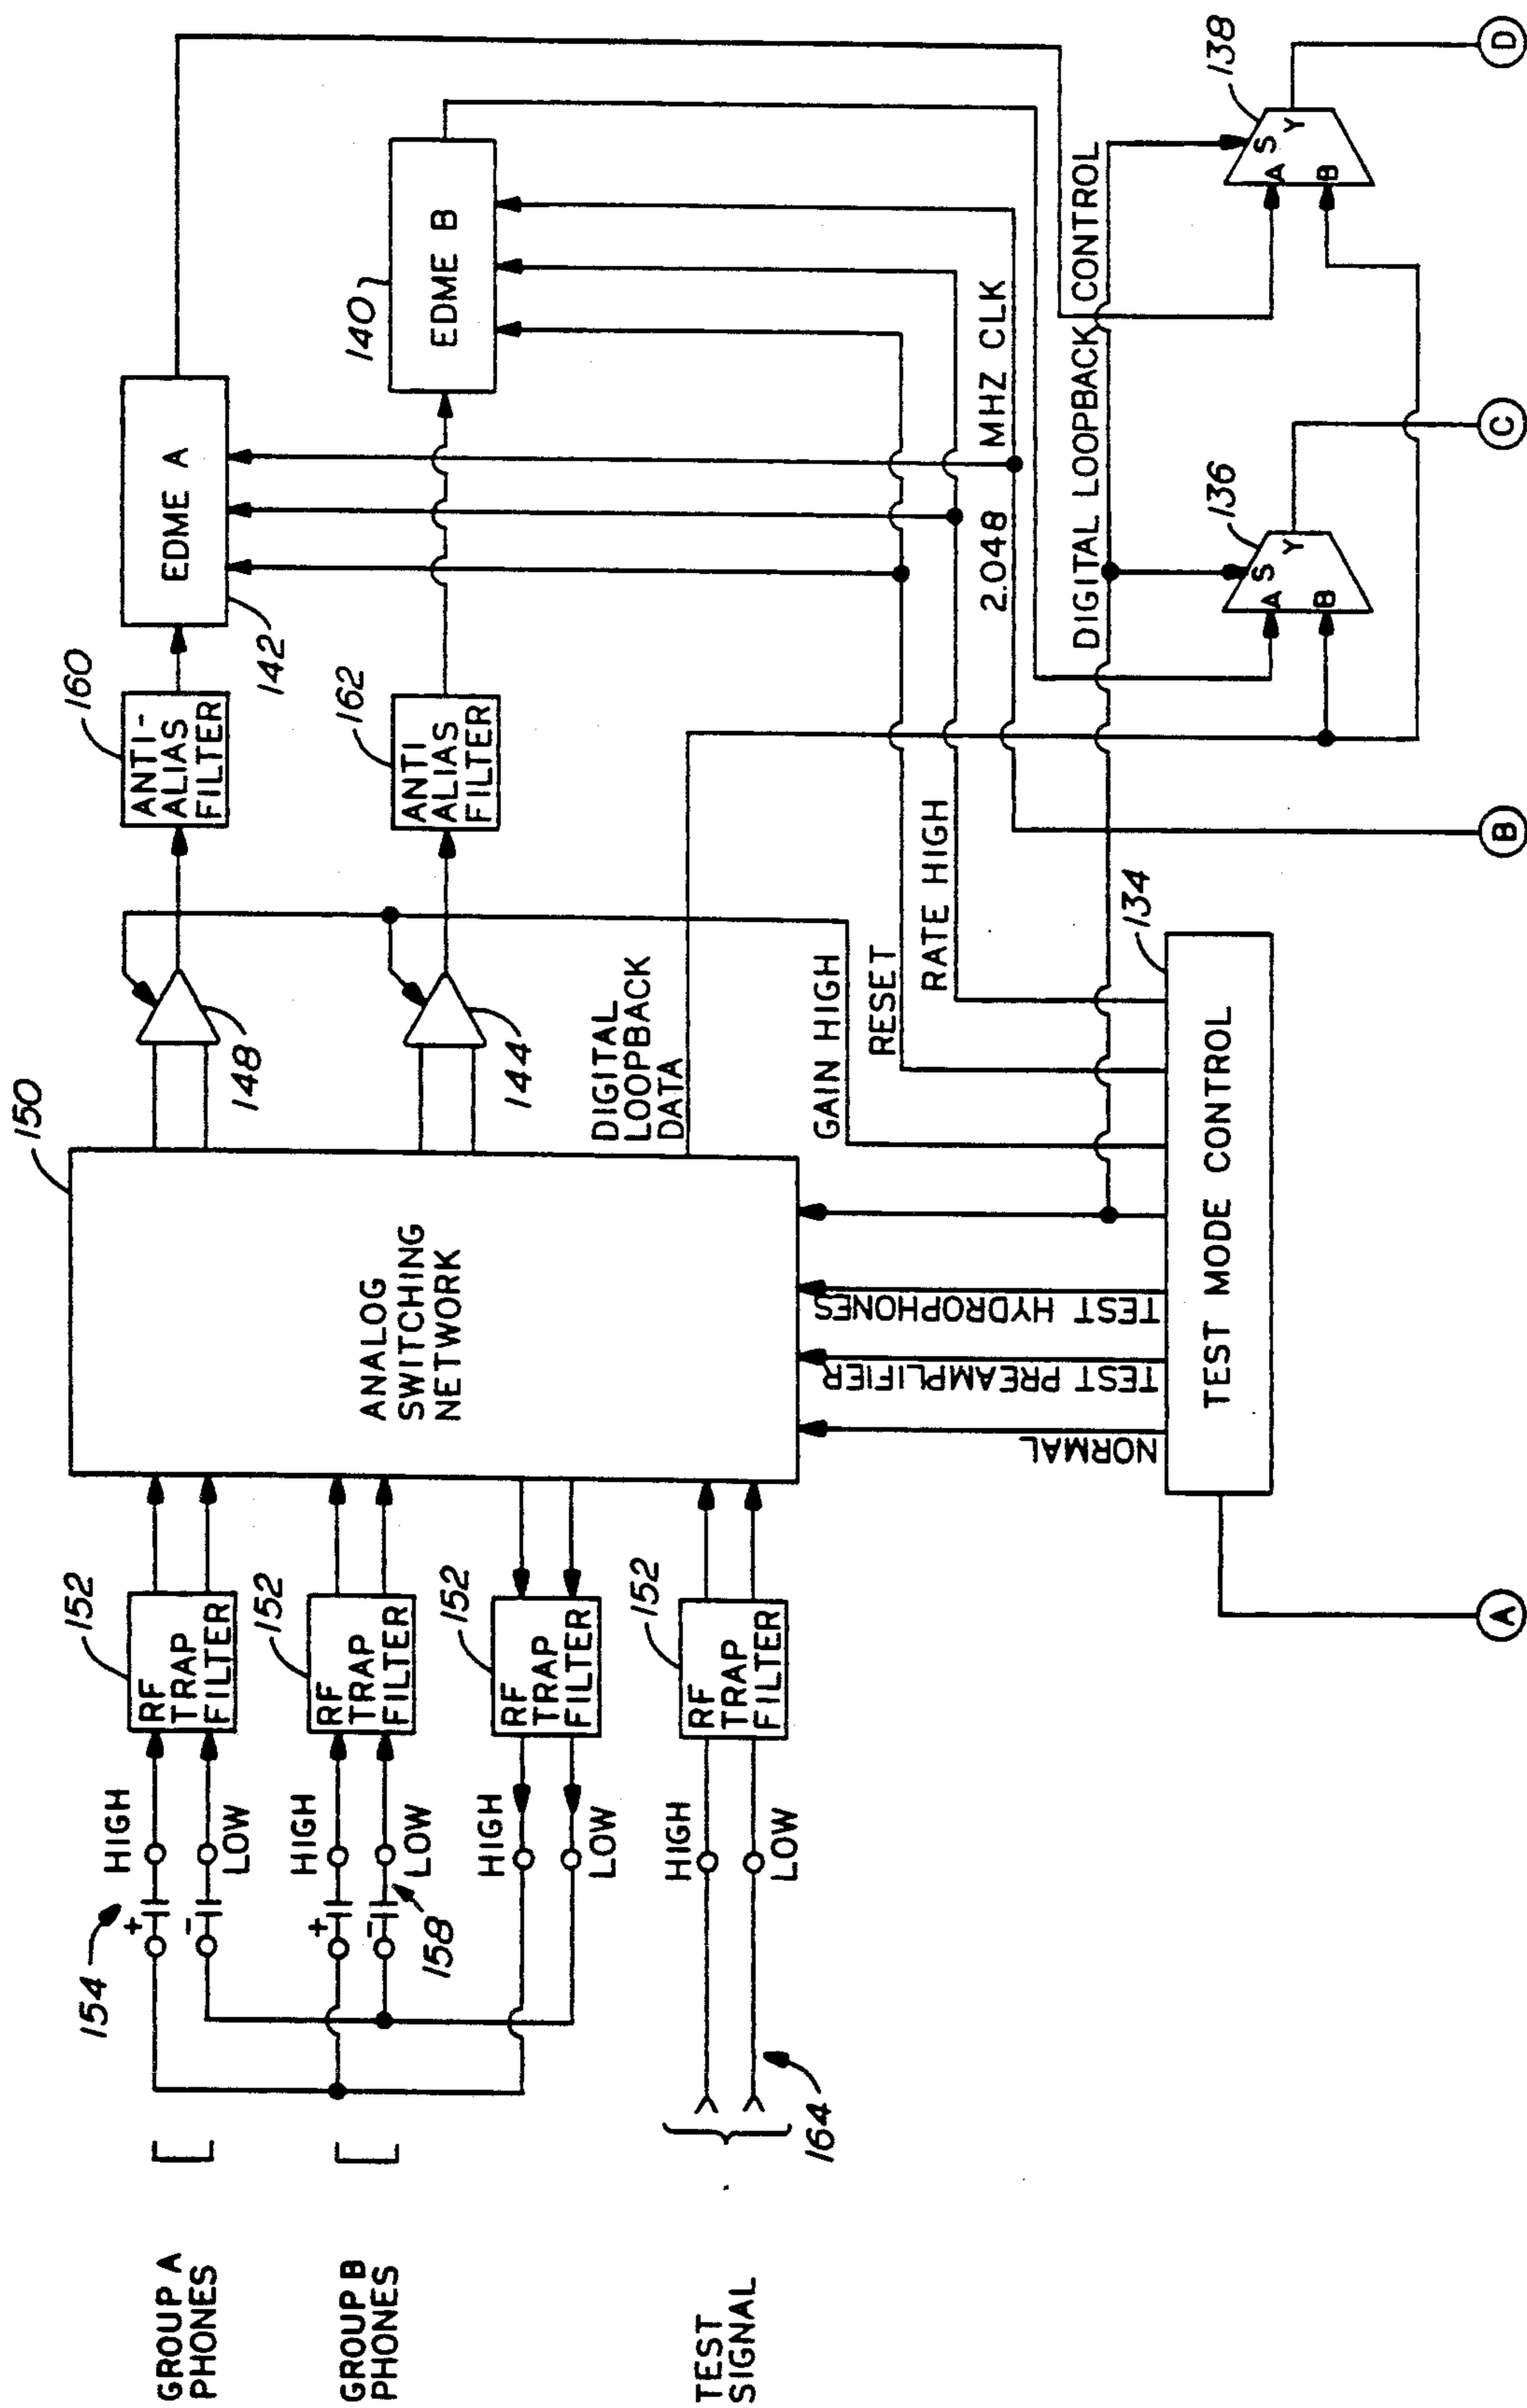 GROUP A
PHONES
154
+
-
HIGH
LOW
152
RF
TRAP
FILTER
GROUP B
PHONES
+
-
158
HIGH
LOW
152
RF
TRAP
FILTER
HIGH
LOW
152
RF
TRAP
FILTER
TEST
SIGNAL
164
HIGH
LOW
152
RF
TRAP
FILTER
150
ANALOG
SWITCHING
NETWORK
148
144
160
ANTI-
ALIAS
FILTER
162
ANTI
ALIAS
FILTER
142
EDME A
140
EDME B
DIGITAL
LOOPBACK
DATA
GAIN HIGH
RESET
RATE HIGH
2.048 MHZ CLK
DIGITAL LOOPBACK CONTROL
NORMAL
TEST PREAMPLIFIER
TEST HYDROPHONES
134
TEST MODE CONTROL
136
A
S
B
Y
138
A
S
B
Y
A
B
C
D